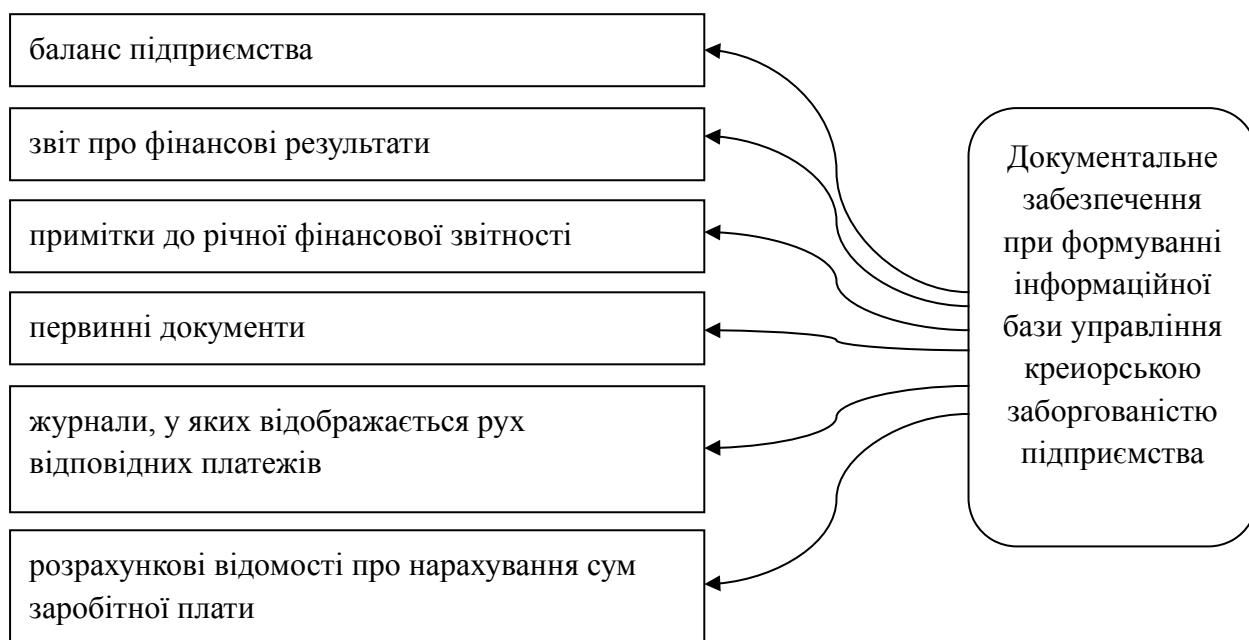 баланс підприємства
звіт про фінансові результати
примітки до річної фінансової звітності
первинні документи
журнали, у яких відображається рух
відповідних платежів
розрахункові відомості про нарахування сум
заробітної плати
Документальне
забезпечення
при формуванні
інформаційної
бази управління
креиорською
заборгованістю
підприємства